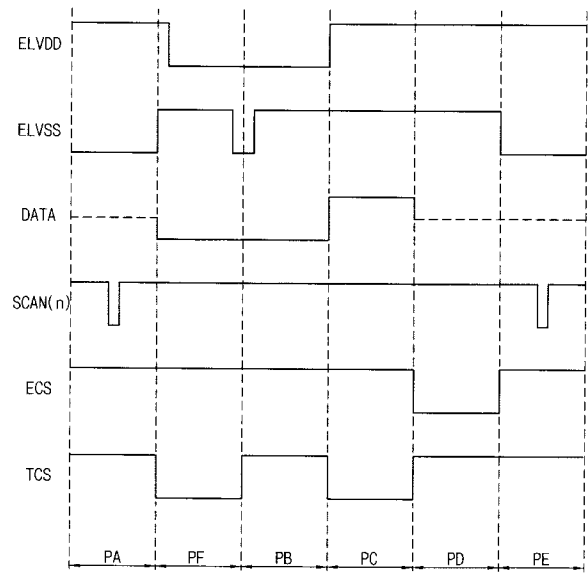 ELVDD
ELVSS
DATA
SCAN(n)
ECS
TCS
PA PF PB PC PD PE